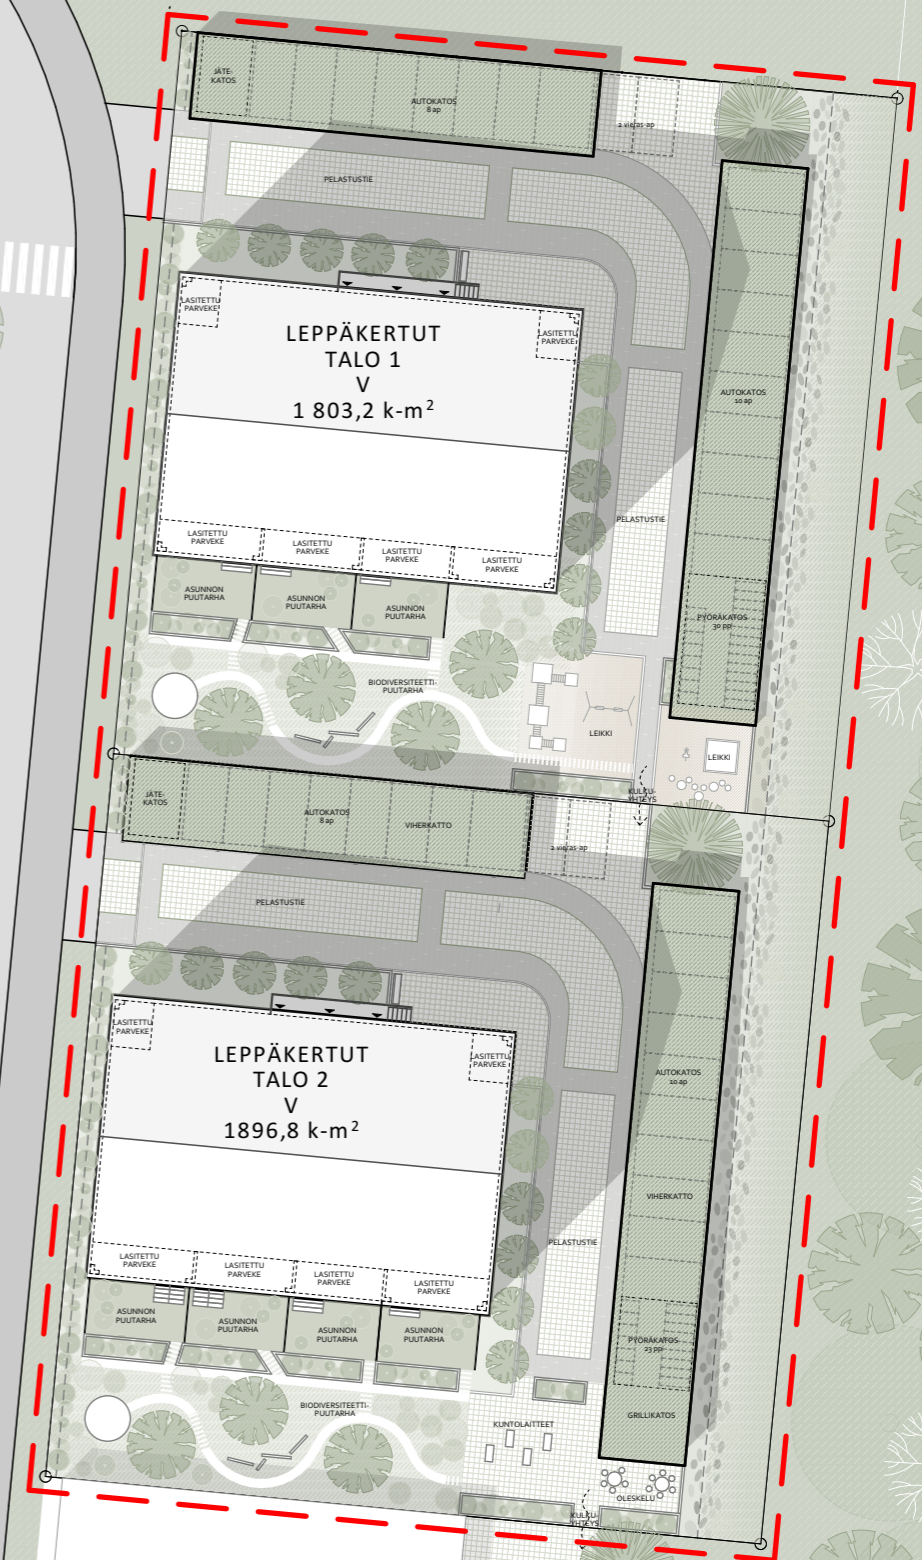 JÄTE-
KATOS
AUTOKATOS
8 ap
2 vieras-ap
PELASTUSTIE
LASITETTU
PARVEKE
LEPPÄKERTUT
TALO 1
V
1 803,2 k-m²
LASITETTU
PARVEKE
AUTOKATOS
10 ap
PELASTUSTIE
LASITETTU
PARVEKE
LASITETTU
PARVEKE
LASITETTU
PARVEKE
LASITETTU
PARVEKE
ASUNNON
PUUTARHA
ASUNNON
PUUTARHA
ASUNNON
PUUTARHA
PYÖRÄKATOS
30 pp
BIODIVERSITEETTI-
PUUTARHA
LEIKKI
LEIKKI
KULKU-
YHTEYS
JÄTE-
KATOS
AUTOKATOS
8 ap
VIHERKATTO
2 vieras-ap
PELASTUSTIE
LASITETTU
PARVEKE
LEPPÄKERTUT
TALO 2
V
1896,8 k-m²
LASITETTU
PARVEKE
AUTOKATOS
10 ap
VIHERKATTO
PELASTUSTIE
LASITETTU
PARVEKE
LASITETTU
PARVEKE
LASITETTU
PARVEKE
LASITETTU
PARVEKE
ASUNNON
PUUTARHA
ASUNNON
PUUTARHA
ASUNNON
PUUTARHA
ASUNNON
PUUTARHA
PYÖRÄKATOS
23 pp
BIODIVERSITEETTI-
PUUTARHA
GRILLIKATOS
KUNTOLAITTEET
OLESKELU
KULKU-
YHTEYS